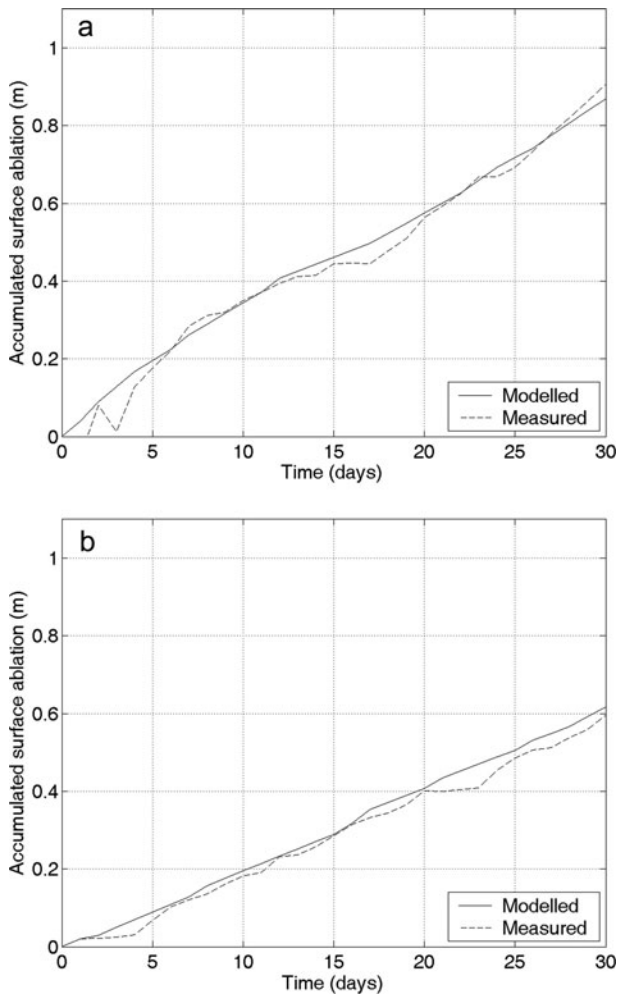 a
1
0.8
0.6
0.4
0.2
0
Accumulated surface ablation (m)
Modelled
Measured
0 5 10 15 20 25 30
Time (days)
b
1
0.8
0.6
0.4
0.2
0
Accumulated surface ablation (m)
Modelled
Measured
0 5 10 15 20 25 30
Time (days)